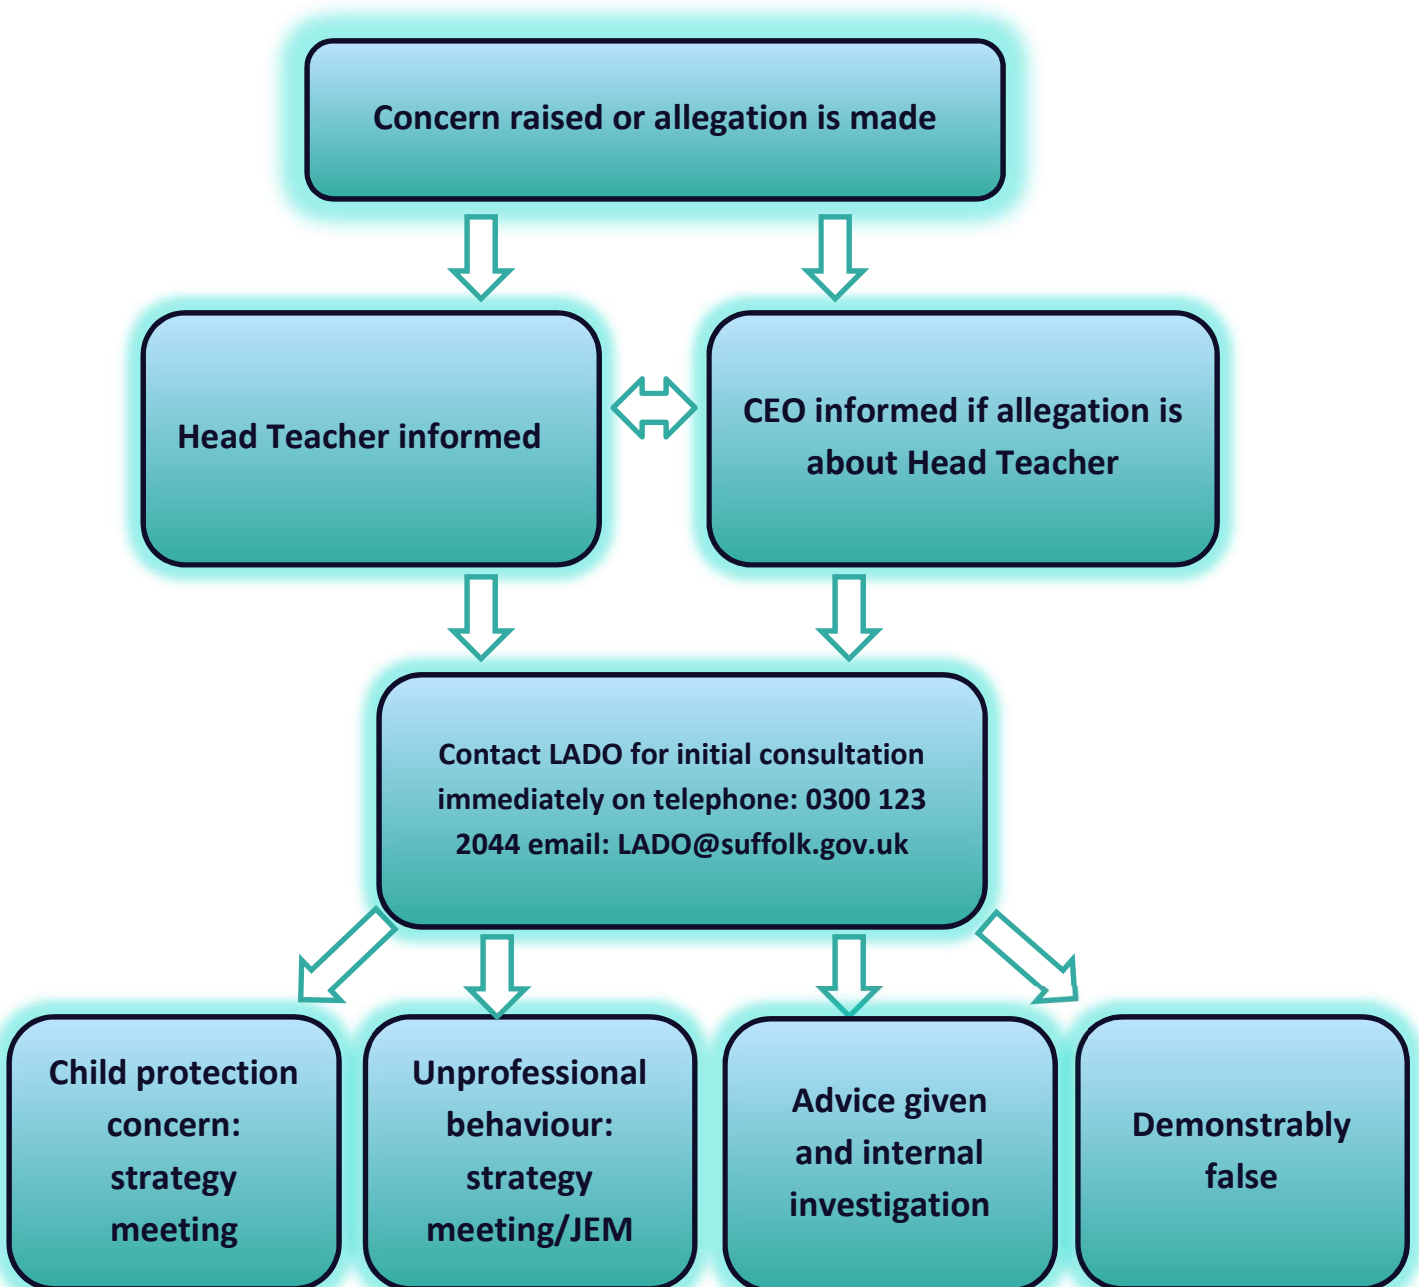 Concern raised or allegation is made
Head Teacher informed
CEO informed if allegation is
about Head Teacher
Contact LADO for initial consultation
immediately on telephone: 0300 123
2044 email: LADO@suffolk.gov.uk
Child protection
concern:
strategy
meeting
Unprofessional
behaviour:
strategy
meeting/JEM
Advice given
and internal
investigation
Demonstrably
false